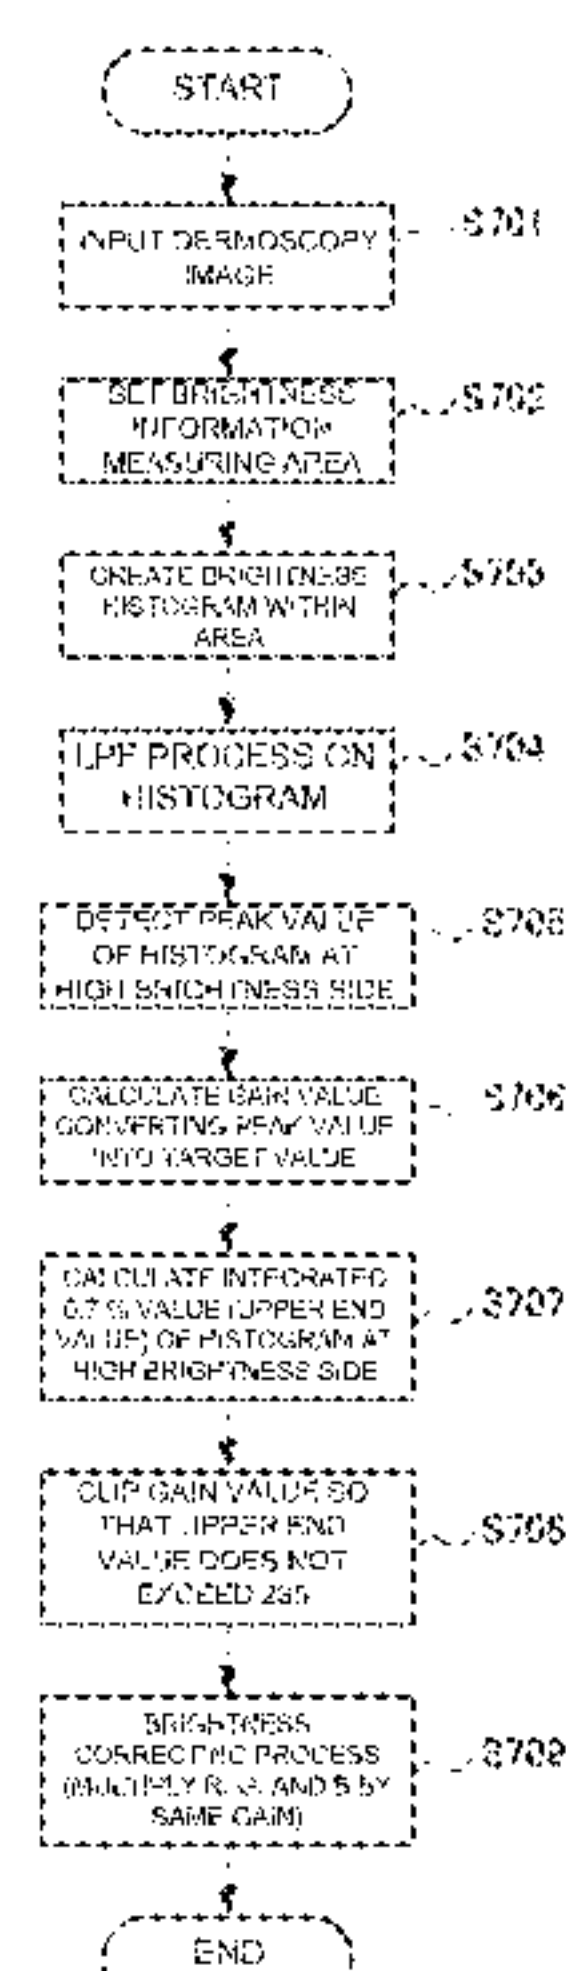 START
INPUT DERMOSCOPY
IMAGE
S701
SET BRIGHTNESS
INFORMATION
MEASURING AREA
S702
CREATE BRIGHTNESS
HISTOGRAM WITHIN
AREA
S703
LPF PROCESS ON
HISTOGRAM
S704
DETECT PEAK VALUE
OF HISTOGRAM AT
HIGH BRIGHTNESS SIDE
S705
CALCULATE GAIN VALUE
CONVERTING PEAK VALUE
INTO TARGET VALUE
S706
CALCULATE INTEGRATED
% VALUE (UPPER END
VALUE) OF HISTOGRAM AT
HIGH BRIGHTNESS SIDE
S707
CLIP GAIN VALUE SO
THAT UPPER END
VALUE DOES NOT
EXCEED
S708
BRIGHTNESS
CORRECTING PROCESS
(MULTIPLY R, G, AND B BY
SAME GAIN)
S709
END